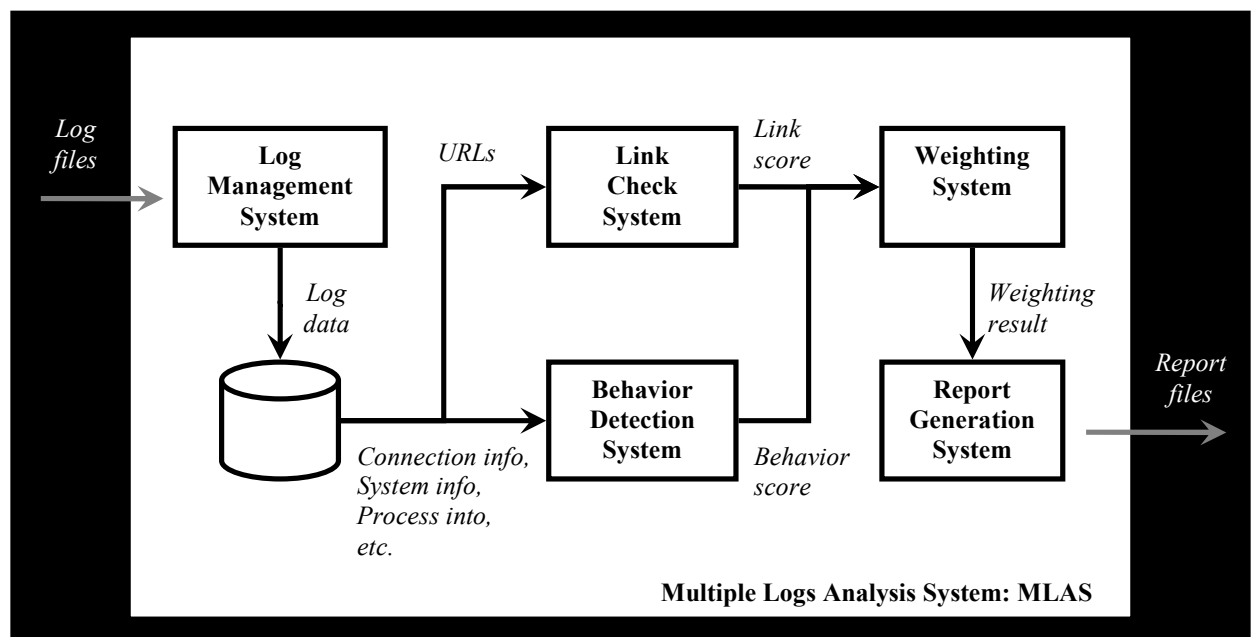 Log
files
Log
Management
System
URLs
Link
Check
System
Link
score
Weighting
System
Log
data
Weighting
result
Behavior
Detection
System
Report
Generation
System
Report
files
Connection info,
System info,
Process into,
etc.
Behavior
score
Multiple Logs Analysis System: MLAS